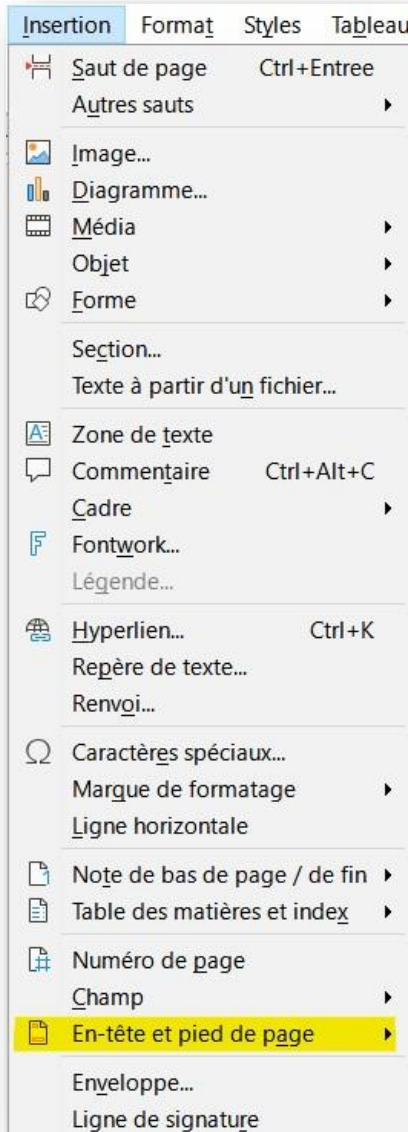 Insertion Format Styles Tableau
Saut de page Ctrl+Entree
Autres sauts
Image...
Diagramme...
Média
Objet
Forme
Section...
Texte à partir d'un fichier...
Zone de texte
Commentaire Ctrl+Alt+C
Cadre
Fontwork...
Légende...
Hyperlien... Ctrl+K
Repère de texte...
Renvoi...
Caractères spéciaux...
Marque de formatage
Ligne horizontale
Note de bas de page / de fin
Table des matières et index
Numéro de page
Champ
En-tête et pied de page
Enveloppe...
Ligne de signature